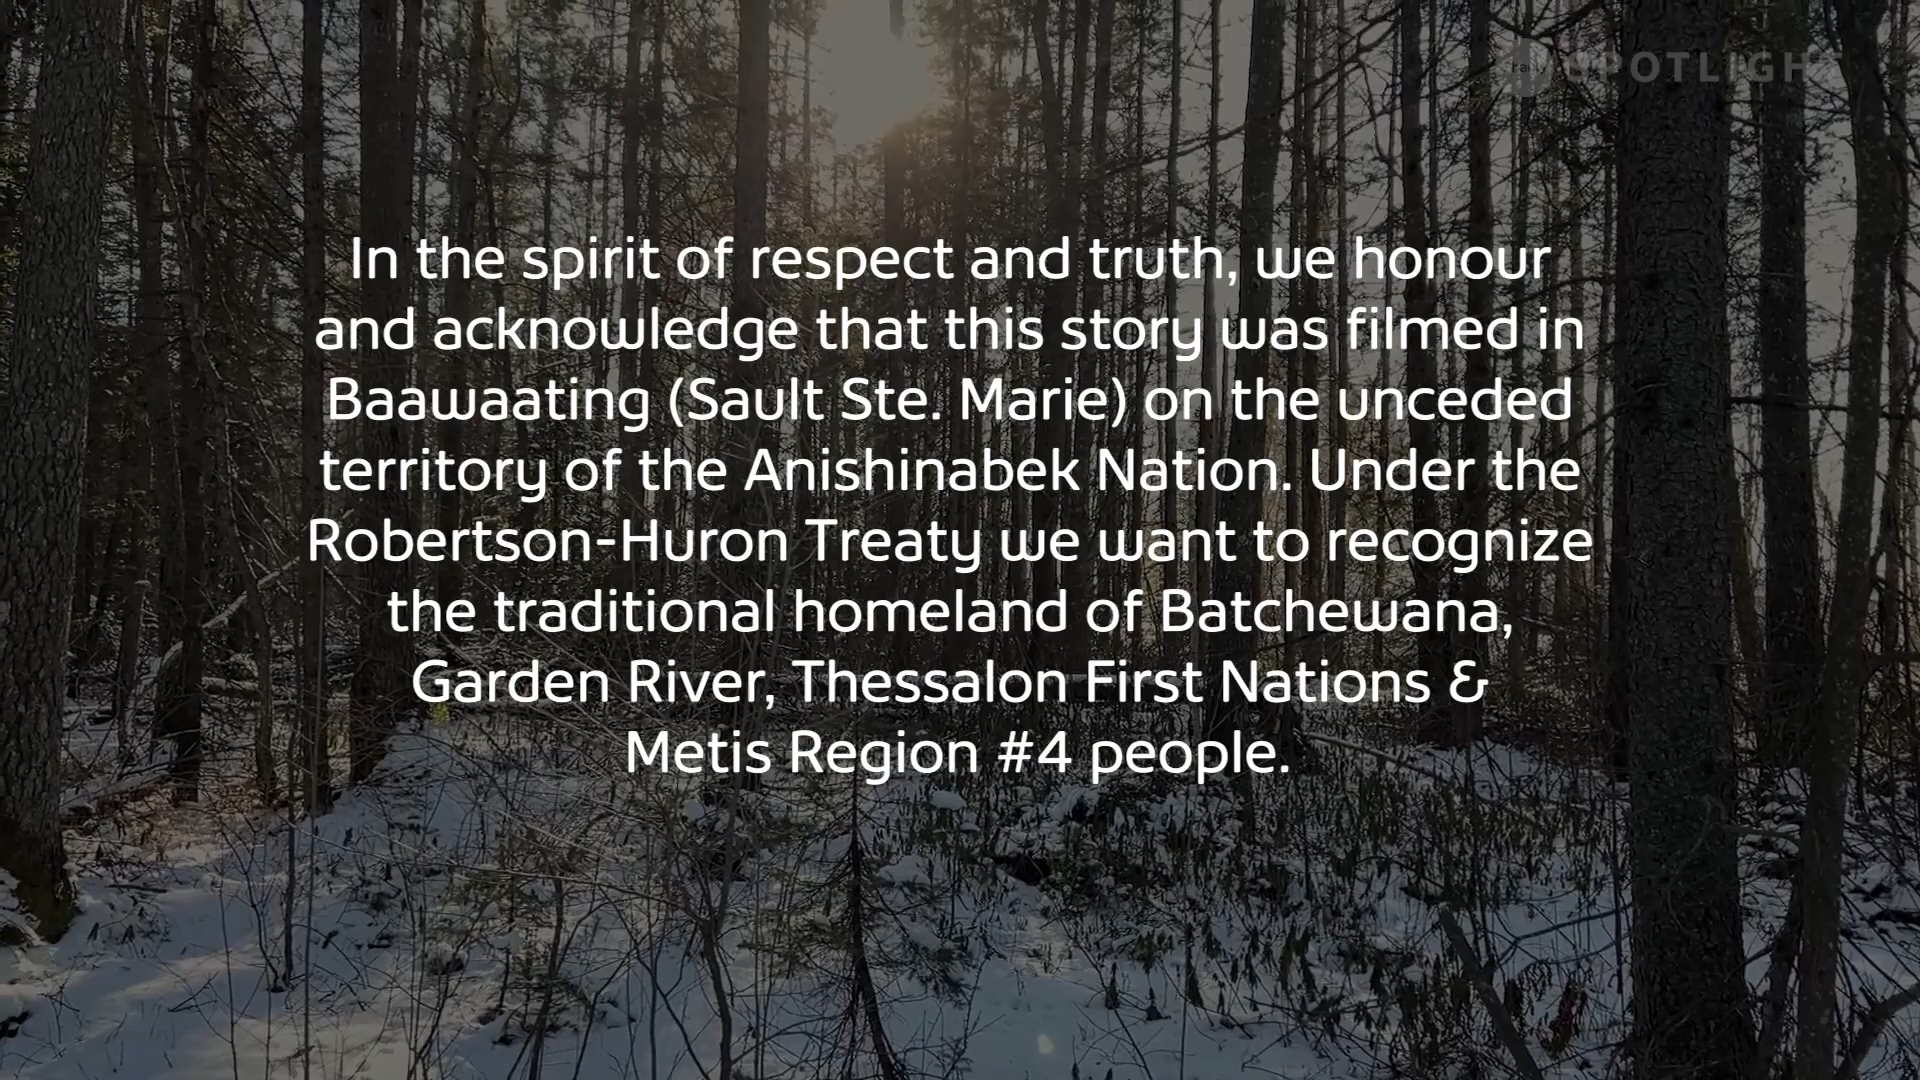 SPOTLIGHT
In the spirit of respect and truth, we honour
and acknowledge that this story was filmed in
Baawaating (Sault Ste. Marie) on the unceded
territory of the Anishinabek Nation. Under the
Robertson-Huron Treaty we want to recognize
the traditional homeland of Batchewana,
Garden River, Thessalon First Nations &
Metis Region #4 people.